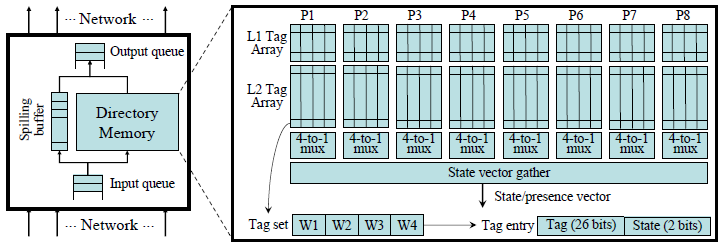 ··· Network ···
Output queue
Spilling buffer
Directory Memory
Input queue
··· Network ···
P1 P2 P3 P4 P5 P6 P7 P8
L1 Tag Array
L2 Tag Array
4-to-1 mux 4-to-1 mux 4-to-1 mux 4-to-1 mux 4-to-1 mux 4-to-1 mux 4-to-1 mux 4-to-1 mux
State vector gather
State/presence vector
Tag set W1 W2 W3 W4 Tag entry Tag (26 bits) State (2 bits)